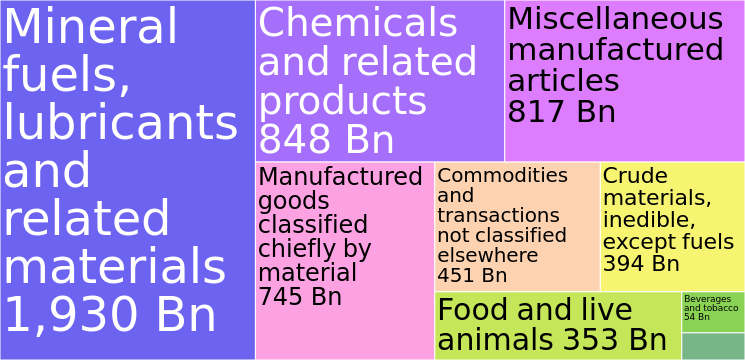 Mineral
fuels,
lubricants
and
related
materials
1,930 Bn
Chemicals
and related
products
848 Bn
Miscellaneous
manufactured
articles
817 Bn
Manufactured
goods
classified
chiefly by
material
745 Bn
Commodities
and
transactions
not classified
elsewhere
451 Bn
Crude
materials,
inedible,
except fuels
394 Bn
Food and live
animals 353 Bn
Beverages
and tobacco
54 Bn